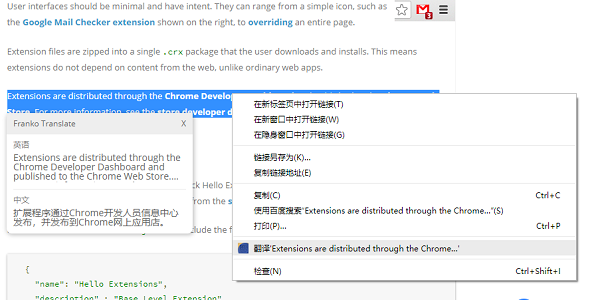 User interfaces should be minimal and have intent. They can range from a simple icon, such as
the Google Mail Checker extension shown on the right, to overriding an entire page.
3
Extension files are zipped into a single .crx package that the user downloads and installs. This means
extensions do not depend on content from the web, unlike ordinary web apps.
Extensions are distributed through the Chrome Develope
Store. For more information, see the store developer d
Franko Translate X
英语
Extensions are distributed through the
Chrome Developer Dashboard and
published to the Chrome Web Store....
中文
扩展程序通过Chrome开发人员信息中心
发布，并发布到Chrome网上应用店。
在新标签页中打开链接(T)
在新窗口中打开链接(W)
在隐身窗口中打开链接(G)
链接另存为(K)...
复制链接地址(E)
复制(C) Ctrl+C
使用百度搜索"Extensions are distributed through the Chrome..."(S)
打印(P)... Ctrl+P
翻译'Extensions are distributed through the Chrome...'
检查(N) Ctrl+Shift+I
ck Hello Ex
from the s
clude the f
{
"name": "Hello Extensions",
"description" : "Base Level Extension"